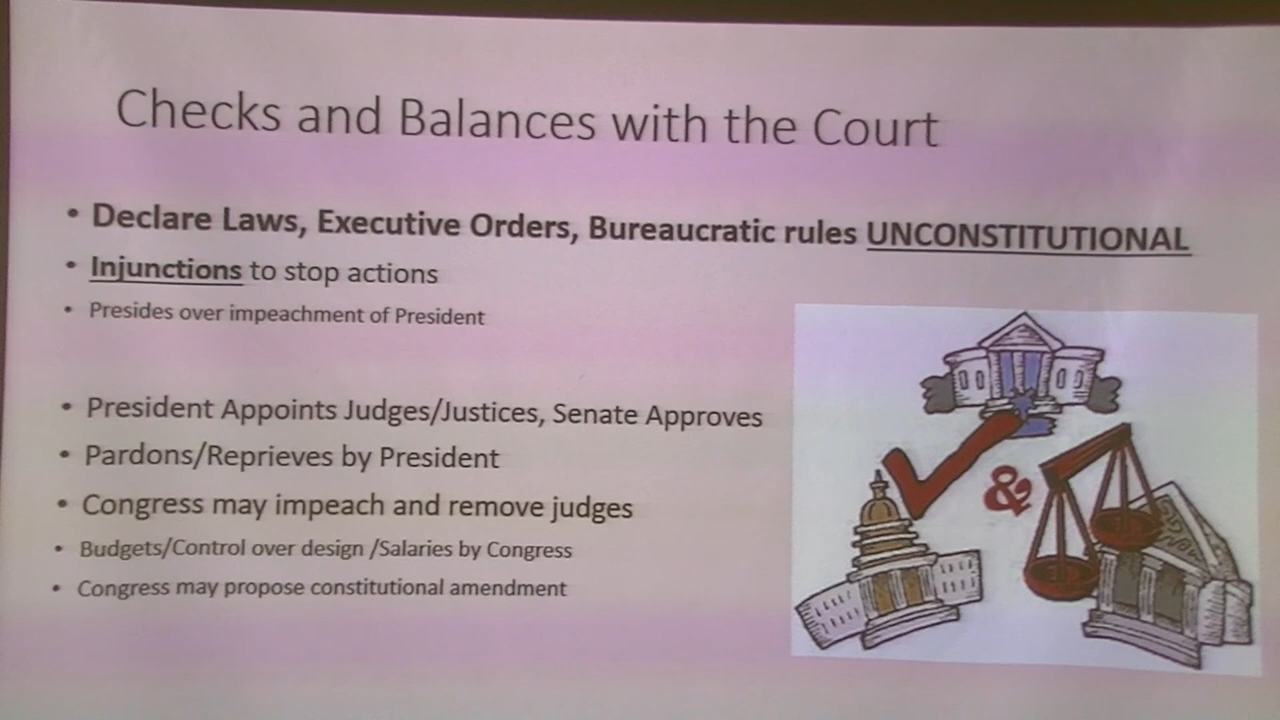 Checks and Balances with the Court
• Declare Laws, Executive Orders, Bureaucratic rules UNCONSTITUTIONAL
• Injunctions to stop actions
• Presides over impeachment of President
• President Appoints Judges/Justices, Senate Approves
• Pardons/Reprieves by President
• Congress may impeach and remove judges
• Budgets/Control over design /Salaries by Congress
• Congress may propose constitutional amendment
&